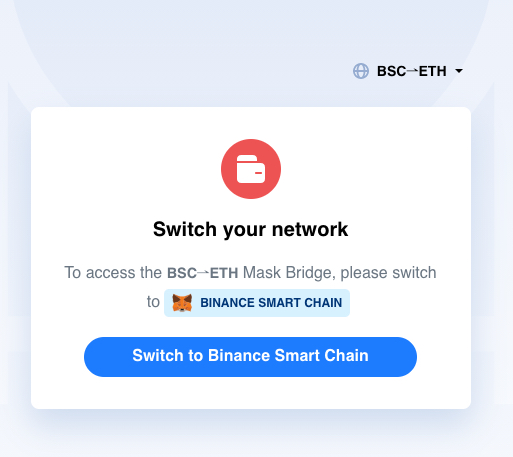 BSC⇀ETH
Switch your network
To access the BSC⇀ETH Mask Bridge, please switch
to BINANCE SMART CHAIN
Switch to Binance Smart Chain